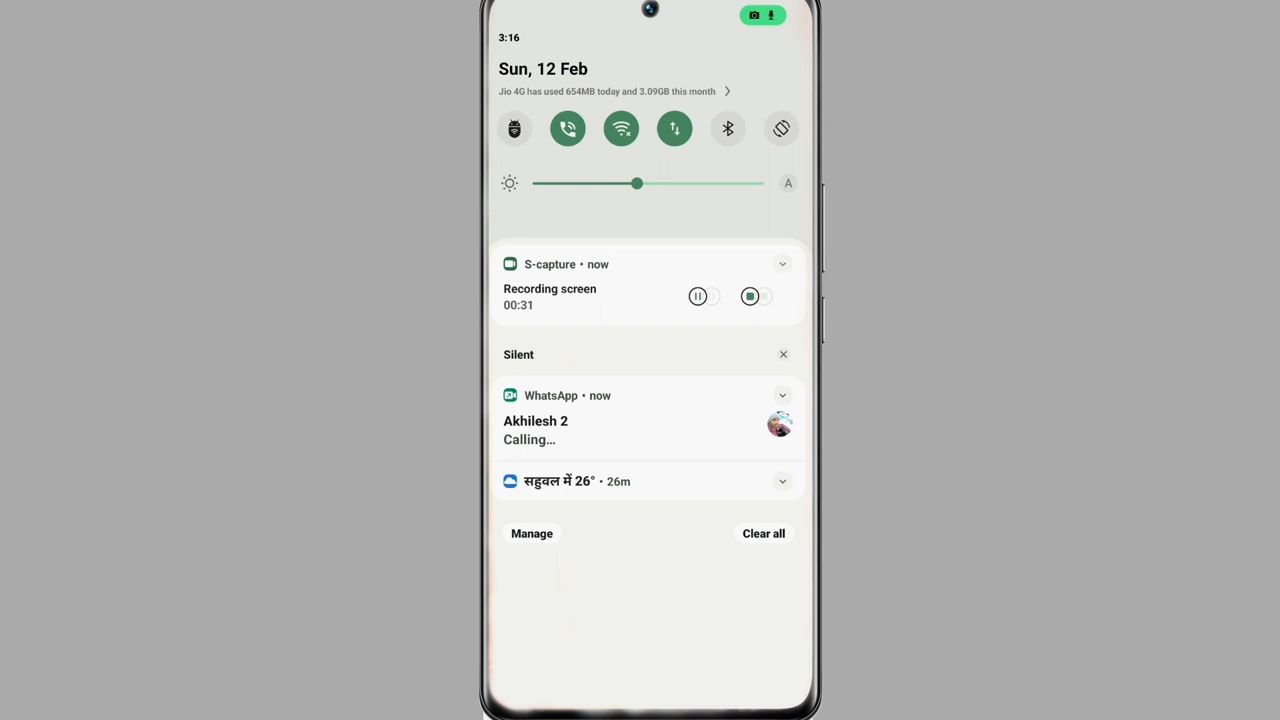 3:16
Sun, 12 Feb
Jio 4G has used 654MB today and 3.09GB this month
A
S-capture • now
Recording screen
00:31
Silent
WhatsApp • now
Akhilesh 2
Calling...
सहुवल में 26° • 26m
Manage
Clear all